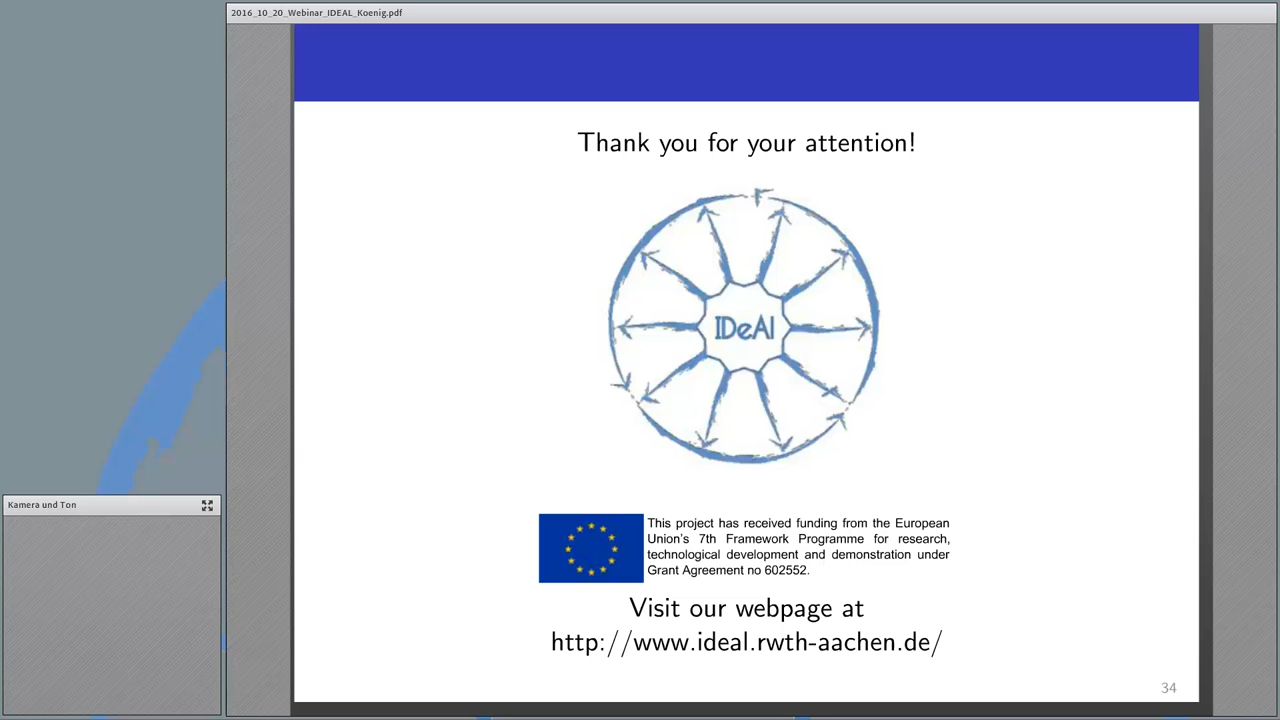 2016_10_20_Webinar_IDEAL_Koenig.pdf
Thank you for your attention!
IDeAl
This project has received funding from the European
Union's 7th Framework Programme for research,
technological development and demonstration under
Grant Agreement no 602552.
Visit our webpage at
http://www.ideal.rwth-aachen.de/
34
Kamera und Ton